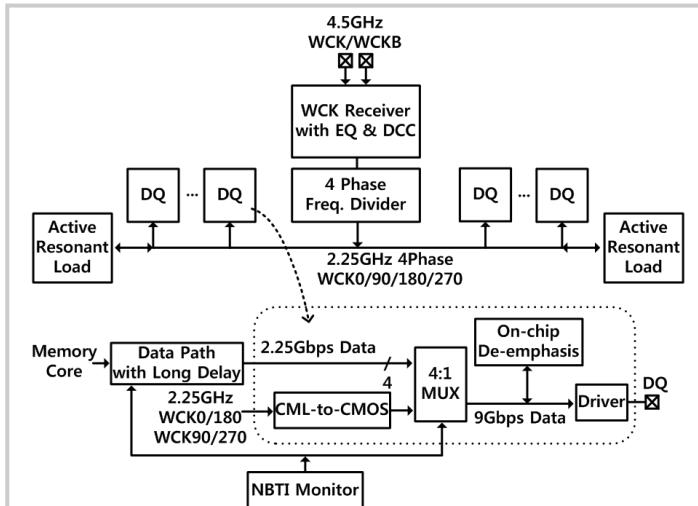 4.5GHz
WCK/WCKB
WCK Receiver
with EQ & DCC
4 Phase
Freq. Divider
DQ
...
DQ
DQ
...
DQ
Active
Resonant
Load
Active
Resonant
Load
2.25GHz 4Phase
WCK0/90/180/270
On-chip
De-emphasis
Memory
Core
Data Path
with Long Delay
2.25Gbps Data
4
4:1
MUX
2.25GHz
WCK0/180
WCK90/270
CML-to-CMOS
9Gbps Data
Driver
DQ
NBTI Monitor